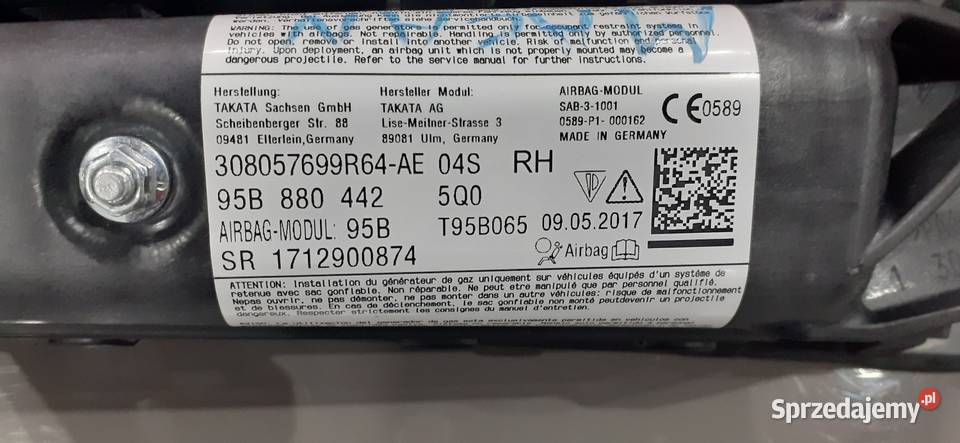 WARNING: The use of gas generators is permitted only for restraint systems in
vehicles with airbags. Not repairable. Handling is permitted only by authorized personnel.
Do not open, remove or install into another vehicle. Risk of malfunction and personal
injury. Upon deployment, an airbag unit which is not properly mounted may become a
dangerous projectile. Refer to the service manual for further instructions.
Herstellung:
TAKATA Sachsen GmbH
Scheibenberger Str. 88
09481 Elterlein,Germany
Hersteller Modul:
TAKATA AG
Lise-Meitner-Strasse 3
89081 Ulm, Germany
AIRBAG-MODUL
SAB-3-1001
0589-P1- 000162
MADE IN GERMANY
CE0589
308057699R64-AE 04S RH
95B 880 442 5Q0
AIRBAG-MODUL: 95B T95B065 09.05.2017
SR 1712900874
Airbag
ATTENTION: Installation du générateur de gaz uniquement sur véhicules équipés d'un système de
retenue avec sac gonflable. Non réparable. Ne peut être manipulé que par personnel qualifié.
Nepas ouvrir, ne pas démonter, ne pas monter dans autre véhicules: risque de malfonctionnement
et de blessures. En cas de déclenchement, le sac gonflable non monté peutdevenir un projectile
dangereux. Respecter strictement les consignes du manuel d'entretien.
Sprzedajemy.pl